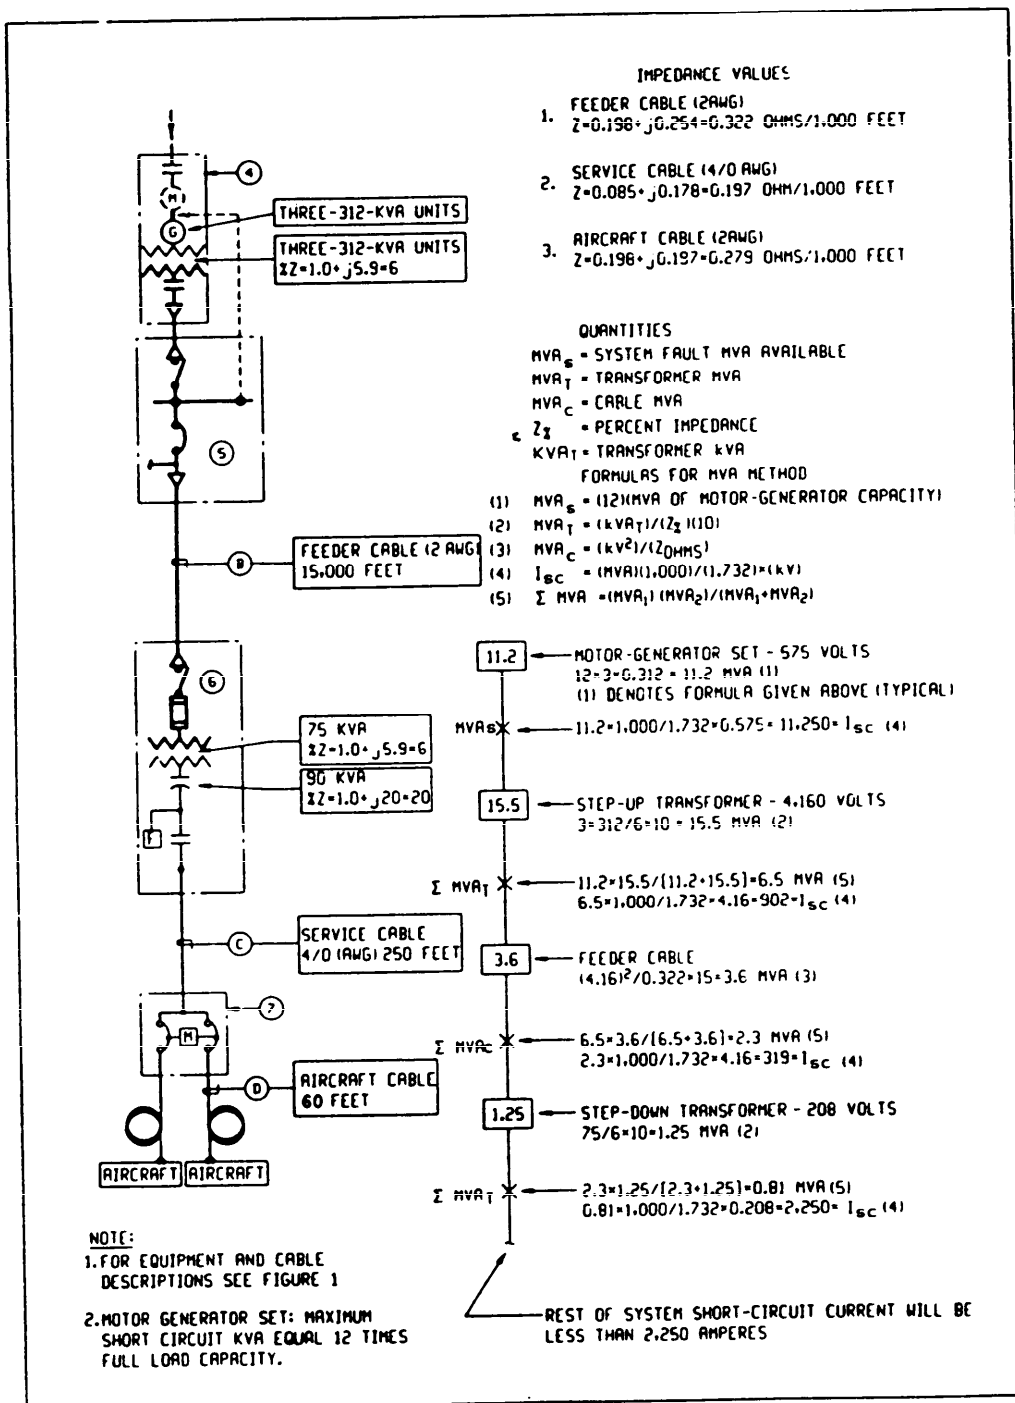 IMPEDANCE VALUES
1. FEEDER CABLE (2AWG)
Z=0.198+j0.254=0.322 OHMS/1,000 FEET
2. SERVICE CABLE (4/0 AWG)
Z=0.085+j0.178=0.197 OHM/1,000 FEET
3. AIRCRAFT CABLE (2AWG)
Z=0.198+j0.197=0.279 OHMS/1,000 FEET
4
M
G
THREE-312-KVA UNITS
THREE-312-KVA UNITS
%Z=1.0+j5.9=6
5
QUANTITIES
MVAs = SYSTEM FAULT MVA AVAILABLE
MVAT = TRANSFORMER MVA
MVAC = CABLE MVA
Z% = PERCENT IMPEDANCE
KVAT = TRANSFORMER kVA
FORMULAS FOR MVA METHOD
(1) MVAs = (12)(MVA OF MOTOR-GENERATOR CAPACITY)
(2) MVAT = (kVAT)/(Z%)(10)
(3) MVAC = (kV²)/(ZOHMS)
(4) ISC = (MVA)(1,000)/(1.732)×(kV)
(5) Σ MVA =(MVA1)(MVA2)/(MVA1+MVA2)
B
FEEDER CABLE (2 AWG)
15,000 FEET
6
75 KVA
%Z=1.0+j5.9=6
90 KVA
%Z=1.0+j20=20
F
C
SERVICE CABLE
4/0 (AWG) 250 FEET
7
M
D
AIRCRAFT CABLE
60 FEET
AIRCRAFT
AIRCRAFT
11.2
MOTOR-GENERATOR SET - 575 VOLTS
12×3×0.312 = 11.2 MVA (1)
(1) DENOTES FORMULA GIVEN ABOVE (TYPICAL)
MVAs
11.2×1,000/1.732×0.575= 11,250= ISC (4)
15.5
STEP-UP TRANSFORMER - 4,160 VOLTS
3×312/6×10 = 15.5 MVA (2)
Σ MVAT
11.2×15.5/[11.2+15.5]=6.5 MVA (5)
6.5×1,000/1.732×4.16=902=ISC (4)
3.6
FEEDER CABLE
(4.16)²/0.322×15=3.6 MVA (3)
Σ MVAC
6.5×3.6/[6.5+3.6]=2.3 MVA (5)
2.3×1,000/1.732×4.16=319=ISC (4)
1.25
STEP-DOWN TRANSFORMER - 208 VOLTS
75/6×10=1.25 MVA (2)
Σ MVAT
2.3×1.25/[2.3+1.25]=0.81 MVA(5)
0.81×1,000/1.732×0.208=2,250= ISC (4)
REST OF SYSTEM SHORT-CIRCUIT CURRENT WILL BE
LESS THAN 2,250 AMPERES
NOTE:
1. FOR EQUIPMENT AND CABLE
DESCRIPTIONS SEE FIGURE 1
2. MOTOR GENERATOR SET: MAXIMUM
SHORT CIRCUIT KVA EQUAL 12 TIMES
FULL LOAD CAPACITY.